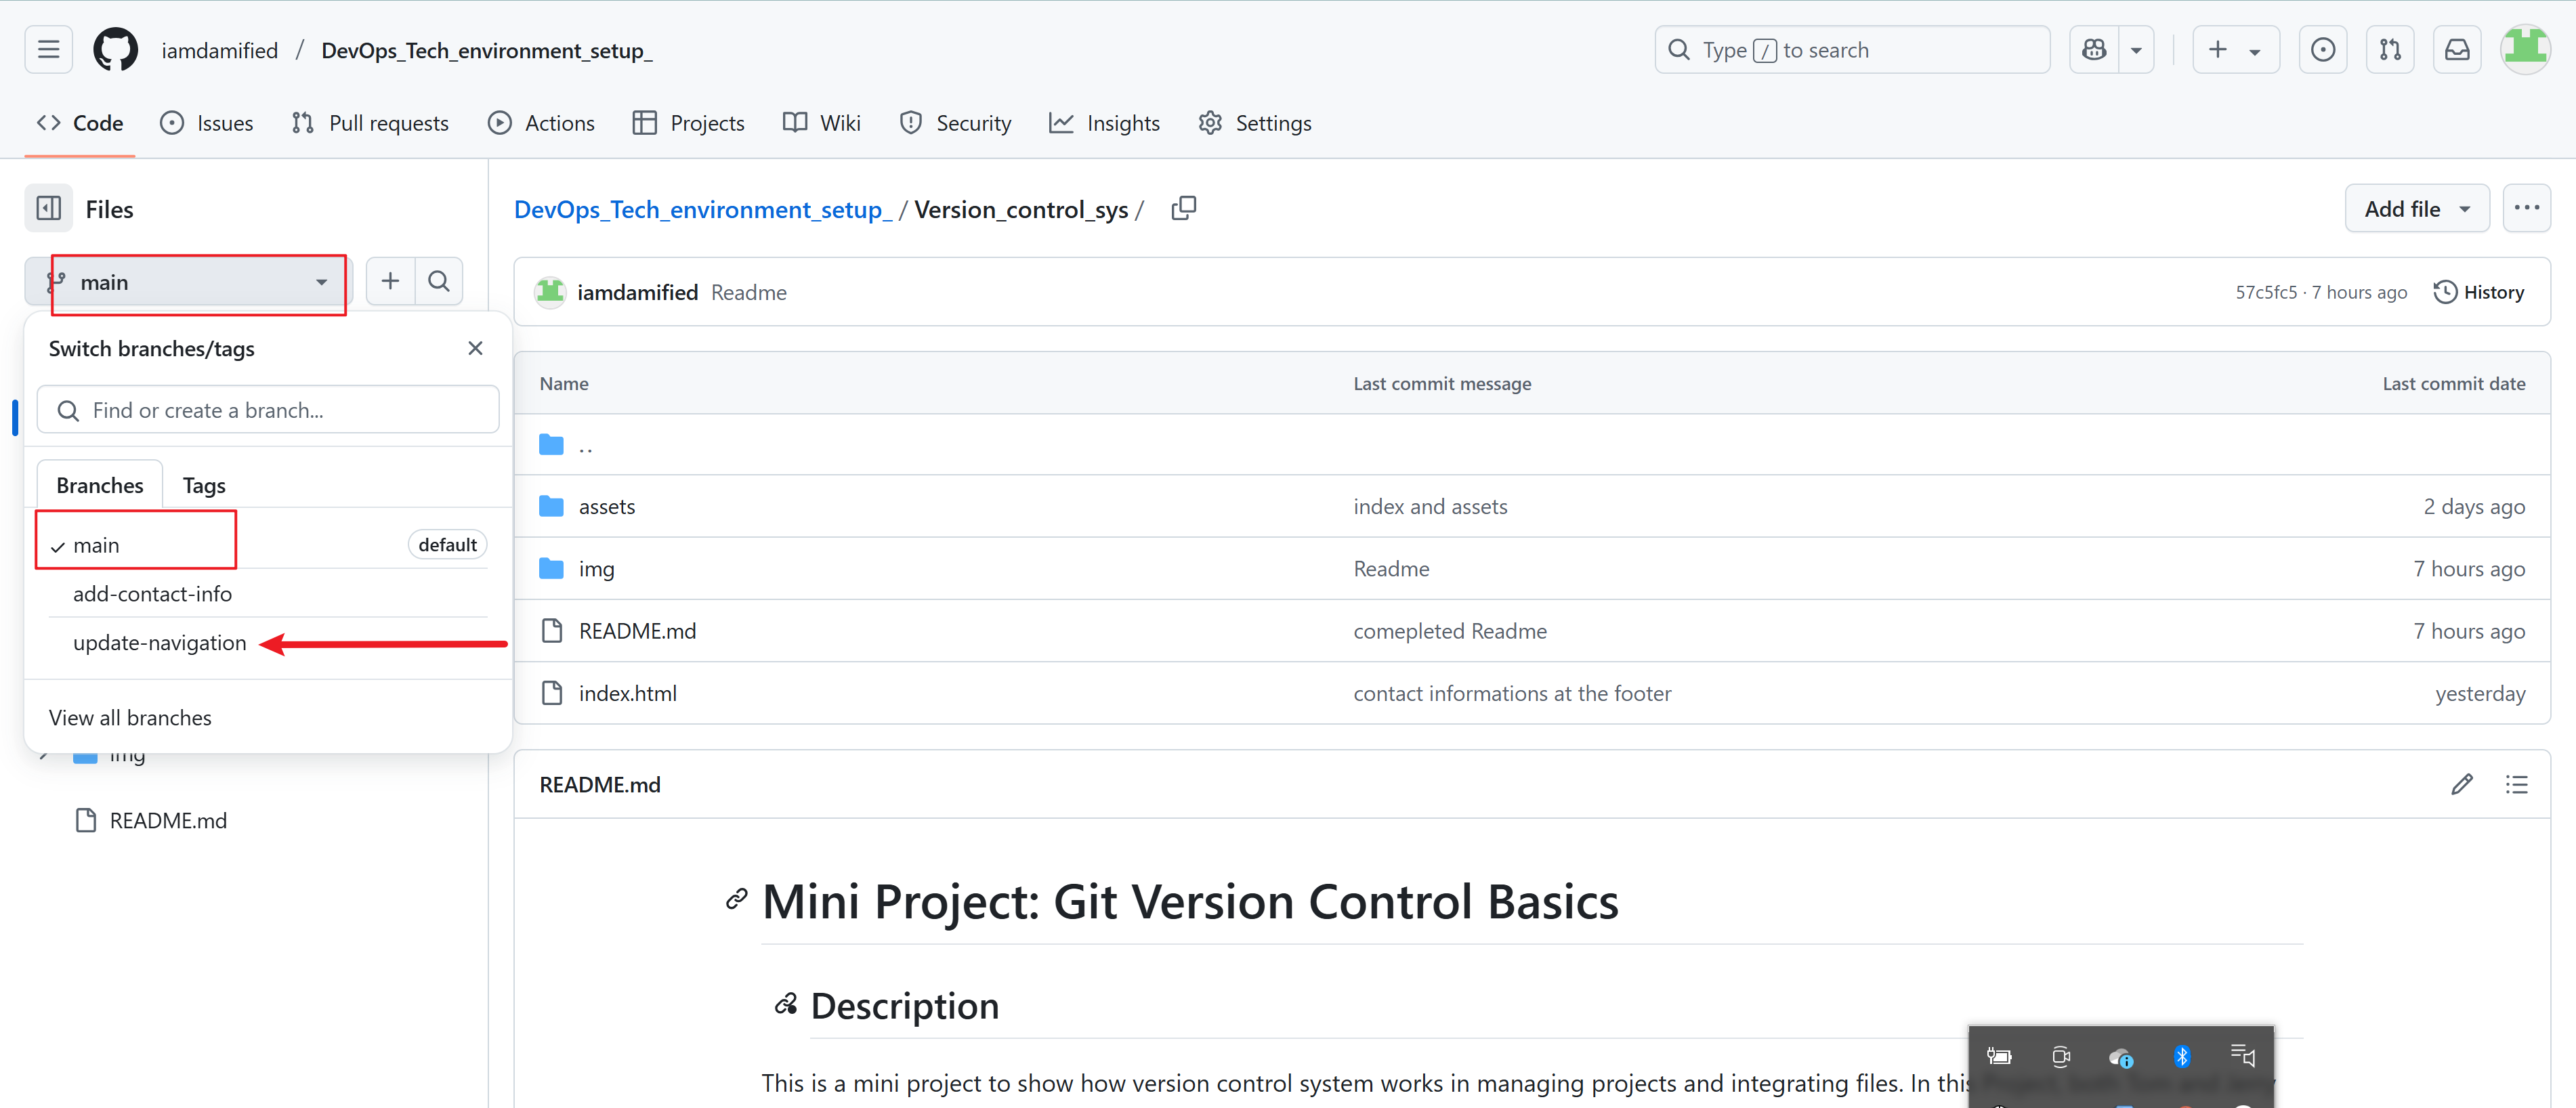 iamdamified / DevOps_Tech_environment_setup_
Type / to search
Code Issues Pull requests Actions Projects Wiki Security Insights Settings
Files
DevOps_Tech_environment_setup_ / Version_control_sys /
Add file
main
iamdamified Readme
57c5fc5 · 7 hours ago
History
Switch branches/tags
Find or create a branch...
Branches Tags
main default
add-contact-info
update-navigation
View all branches
img
README.md
Name Last commit message Last commit date
..
assets index and assets 2 days ago
img Readme 7 hours ago
README.md comepleted Readme 7 hours ago
index.html contact informations at the footer yesterday
README.md
Mini Project: Git Version Control Basics
Description
This is a mini project to show how version control system works in managing projects and integrating files. In this